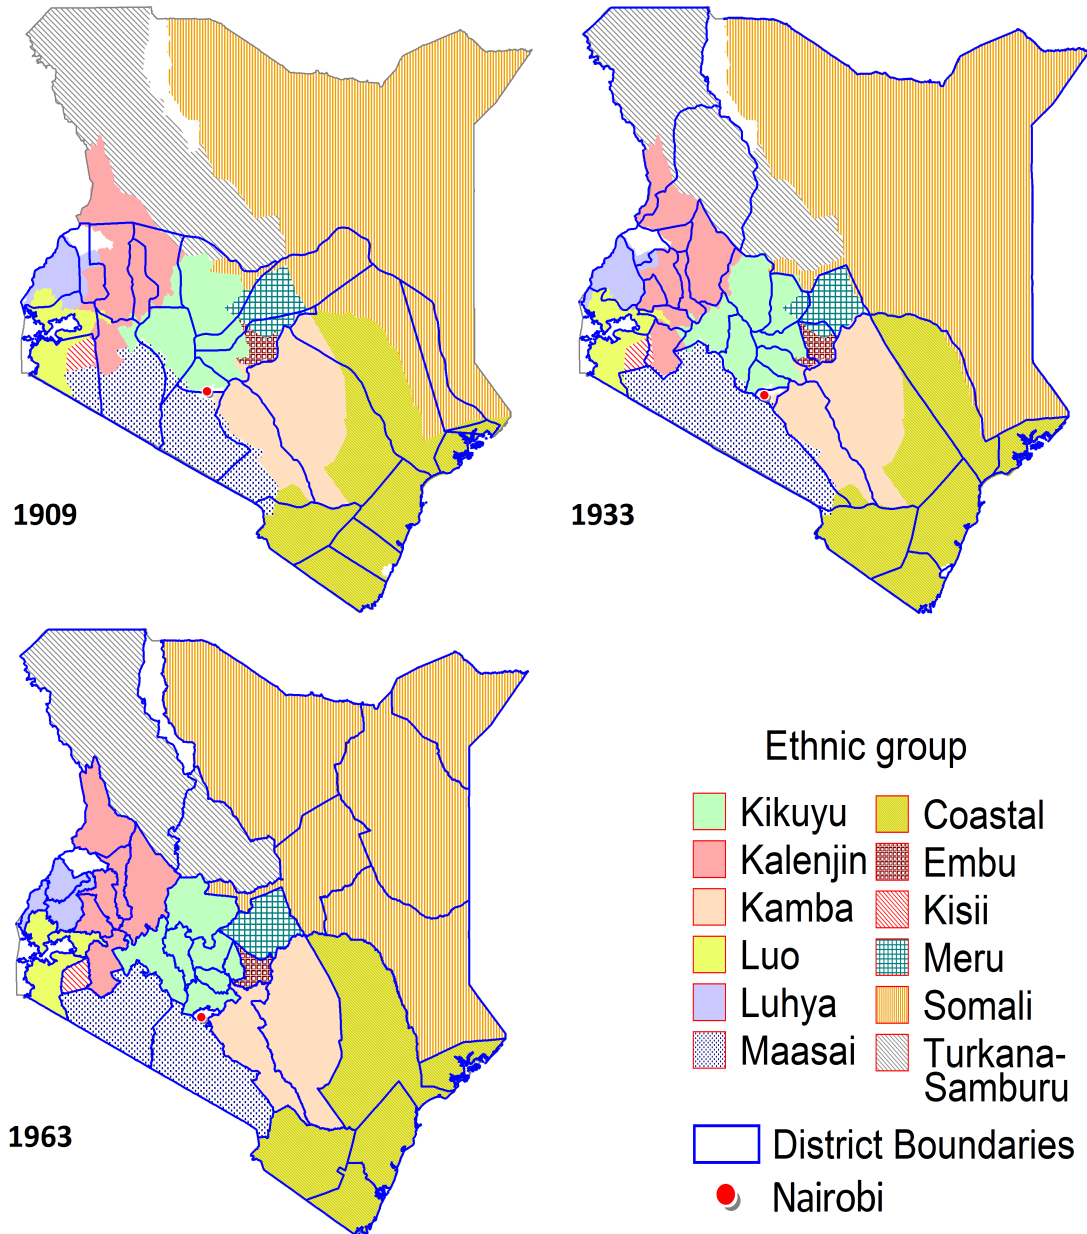 1909
1933
1963
Ethnic group
Kikuyu
Kalenjin
Kamba
Luo
Luhya
Maasai
Coastal
Embu
Kisii
Meru
Somali
Turkana-
Samburu
District Boundaries
Nairobi